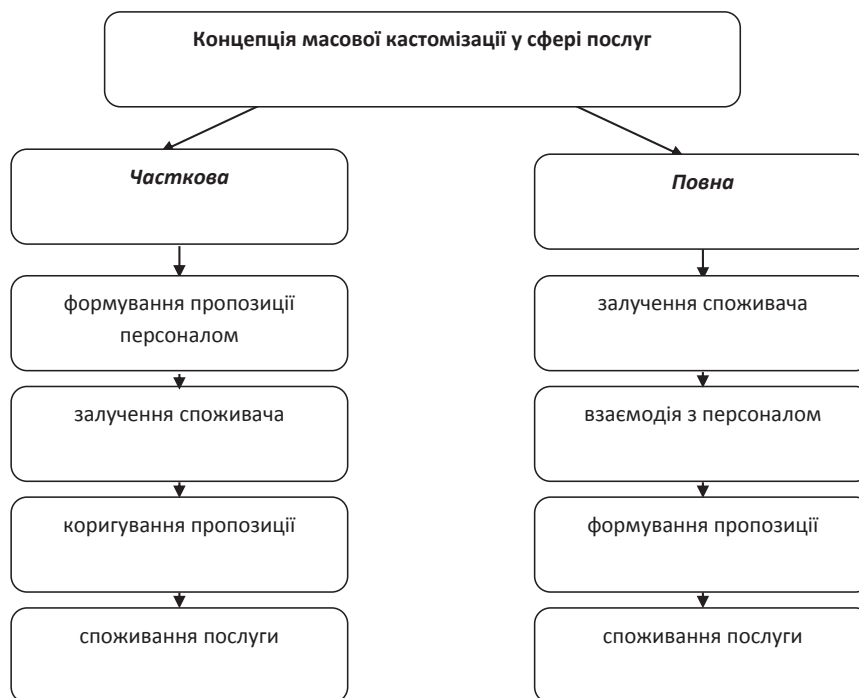 Концепція масової кастомізації у сфері послуг
Часткова
Повна
формування пропозиції
персоналом
залучення споживача
залучення споживача
взаємодія з персоналом
коригування пропозиції
формування пропозиції
споживання послуги
споживання послуги